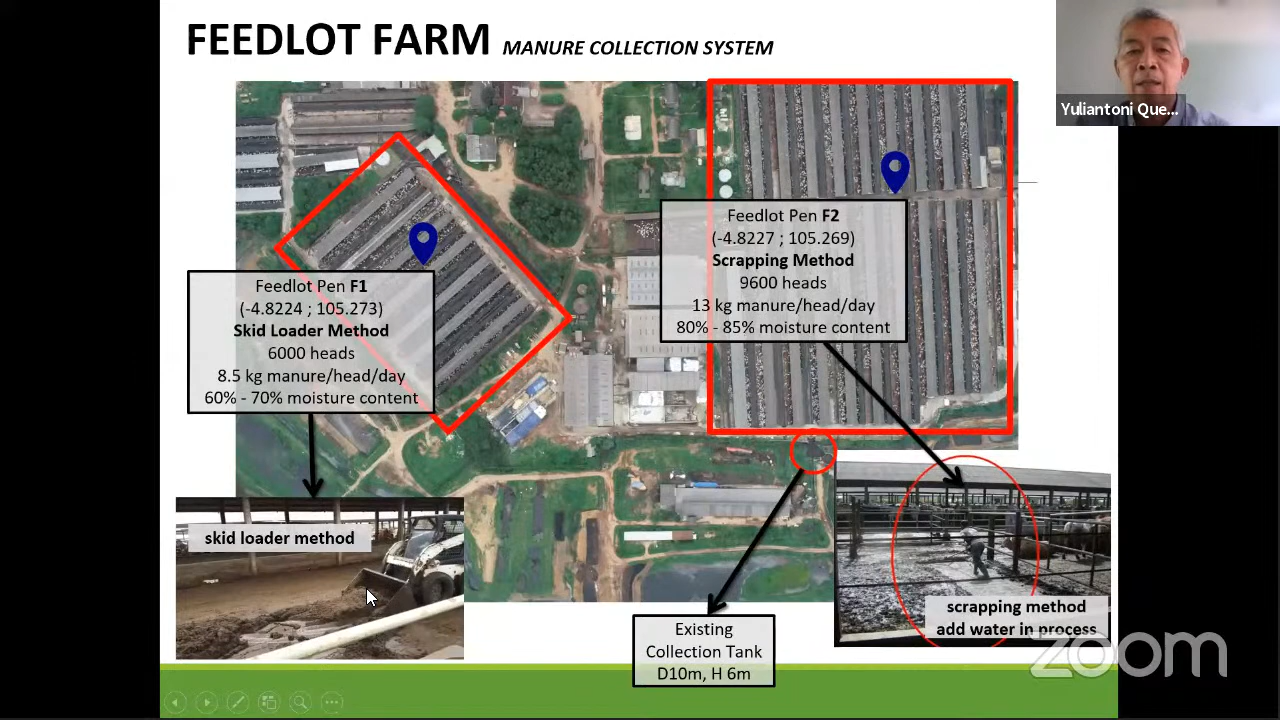 FEEDLOT FARM MANURE COLLECTION SYSTEM
Yuliantoni Que...
Feedlot Pen F2
(-4.8227 ; 105.269)
Scrapping Method
9600 heads
13 kg manure/head/day
80% - 85% moisture content
Feedlot Pen F1
(-4.8224 ; 105.273)
Skid Loader Method
6000 heads
8.5 kg manure/head/day
60% - 70% moisture content
skid loader method
scrapping method
add water in process
Existing
Collection Tank
D10m, H 6m
zoom